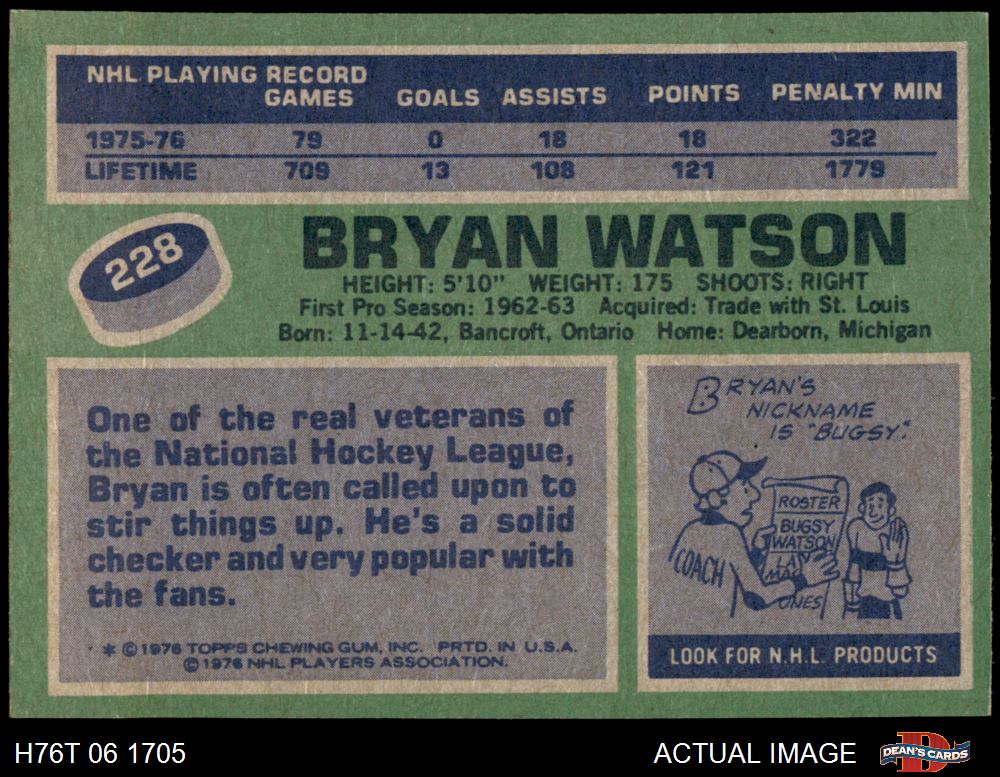 NHL PLAYING RECORD
GAMES GOALS ASSISTS POINTS PENALTY MIN
1975-76 79 0 18 18 322
LIFETIME 709 13 108 121 1779
228
BRYAN WATSON
HEIGHT: 5'10" WEIGHT: 175 SHOOTS: RIGHT
First Pro Season: 1962-63 Acquired: Trade with St. Louis
Born: 11-14-42, Bancroft, Ontario Home: Dearborn, Michigan
One of the real veterans of
the National Hockey League,
Bryan is often called upon to
stir things up. He's a solid
checker and very popular with
the fans.
* © 1976 TOPPS CHEWING GUM, INC. PRTD. IN U.S.A.
© 1976 NHL PLAYERS ASSOCIATION.
BRYAN'S
NICKNAME
IS "BUGSY."
ROSTER
BUGSY
WATSON
COACH
ONES
LOOK FOR N.H.L. PRODUCTS
H76T 06 1705 ACTUAL IMAGE
DEAN'S CARDS